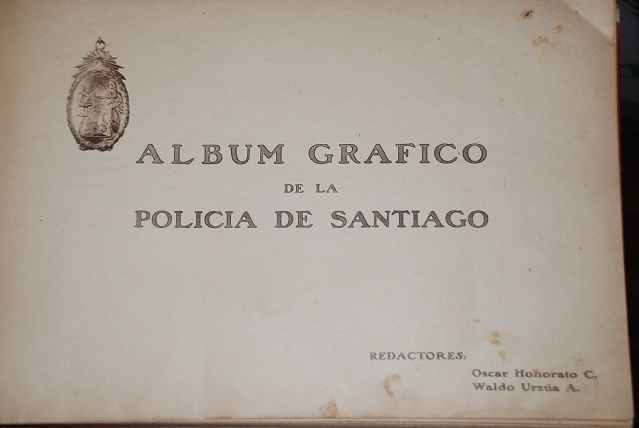 ALBUM GRAFICO
DE LA
POLICIA DE SANTIAGO
REDACTORES:
Oscar Honorato C.
Waldo Urzúa A.